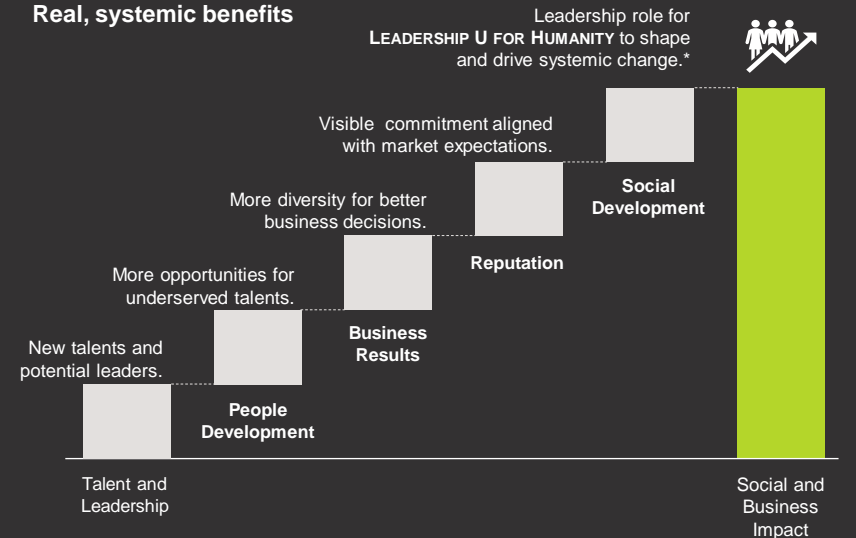 Real, systemic benefits
Leadership role for
LEADERSHIP U FOR HUMANITY to shape
and drive systemic change.*
Visible commitment aligned
with market expectations.
Social
Development
More diversity for better
business decisions.
Reputation
More opportunities for
underserved talents.
Business
Results
New talents and
potential leaders.
People
Development
Talent and
Leadership
Social and
Business
Impact